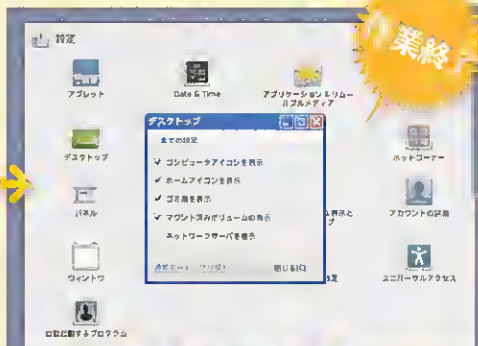 業終
設定
アプレット
Date & Time
アプリケーション&リムー
バブルメディア
デスクトップ
デスクトップ
全ての設定
コンピュータアイコンを表示
ホームアイコンを表示
ゴミ箱を表示
マウント済みボリュームの表示
ネットワークサーバを表示
閉じる(C)
ホットコーナー
パネル
アカウントの詳細
ウィンドウ
ユニバーサルアクセス
自動起動するプログラム